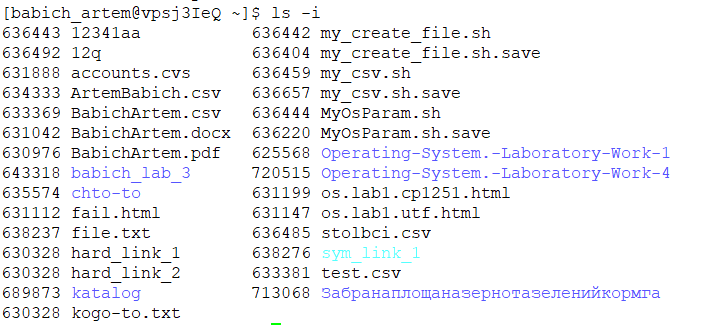 [babich_artem@vpsj3IeQ ~]$ ls -i
636443 12341aa 636442 my_create_file.sh
636492 12q 636404 my_create_file.sh.save
631888 accounts.cvs 636459 my_csv.sh
634333 ArtemBabich.csv 636657 my_csv.sh.save
633369 BabichArtem.csv 636444 MyOsParam.sh
631042 BabichArtem.docx 636220 MyOsParam.sh.save
630976 BabichArtem.pdf 625568 Operating-System.-Laboratory-Work-1
643318 babich_lab_3 720515 Operating-System.-Laboratory-Work-4
635574 chto-to 631199 os.lab1.cp1251.html
631112 fail.html 631147 os.lab1.utf.html
638237 file.txt 636485 stolbci.csv
630328 hard_link_1 638276 sym_link_1
630328 hard_link_2 633381 test.csv
689873 katalog 713068 Забранаплощаназернотазеленийкормга
630328 kogo-to.txt